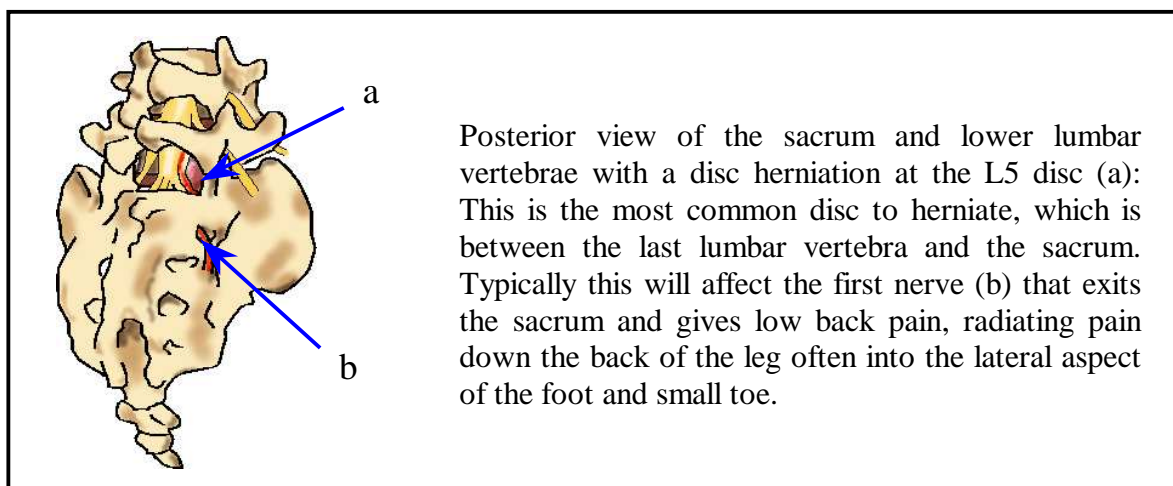 a
Posterior view of the sacrum and lower lumbar
vertebrae with a disc herniation at the L5 disc (a):
This is the most common disc to herniate, which is
between the last lumbar vertebra and the sacrum.
Typically this will affect the first nerve (b) that exits
the sacrum and gives low back pain, radiating pain
down the back of the leg often into the lateral aspect
of the foot and small toe.
b